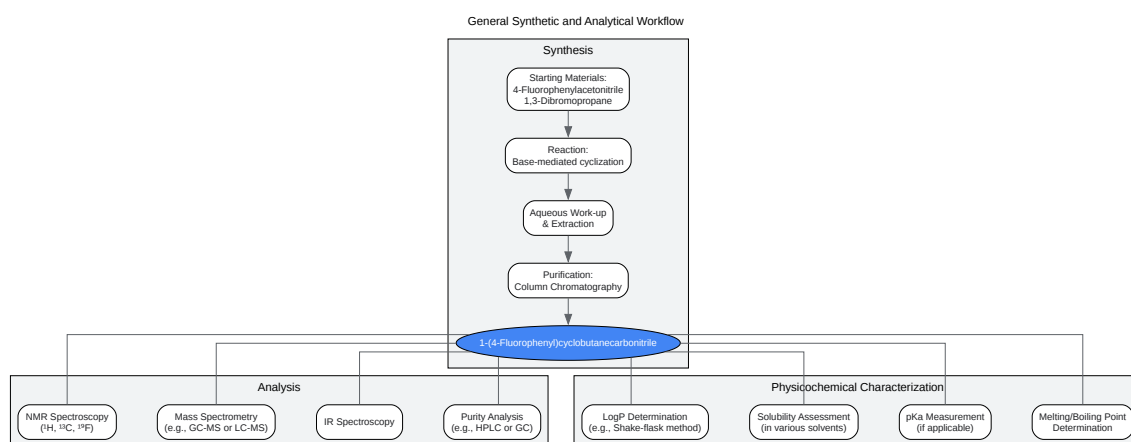 General Synthetic and Analytical Workflow
Synthesis
Starting Materials:
4-Fluorophenylacetonitrile
1,3-Dibromopropane
Reaction:
Base-mediated cyclization
Aqueous Work-up
& Extraction
Purification:
Column Chromatography
1-(4-Fluorophenyl)cyclobutanecarbonitrile
Analysis
NMR Spectroscopy
(¹H, ¹³C, ¹⁹F)
Mass Spectrometry
(e.g., GC-MS or LC-MS)
IR Spectroscopy
Purity Analysis
(e.g., HPLC or GC)
Physicochemical Characterization
LogP Determination
(e.g., Shake-flask method)
Solubility Assessment
(in various solvents)
pKa Measurement
(if applicable)
Melting/Boiling Point
Determination